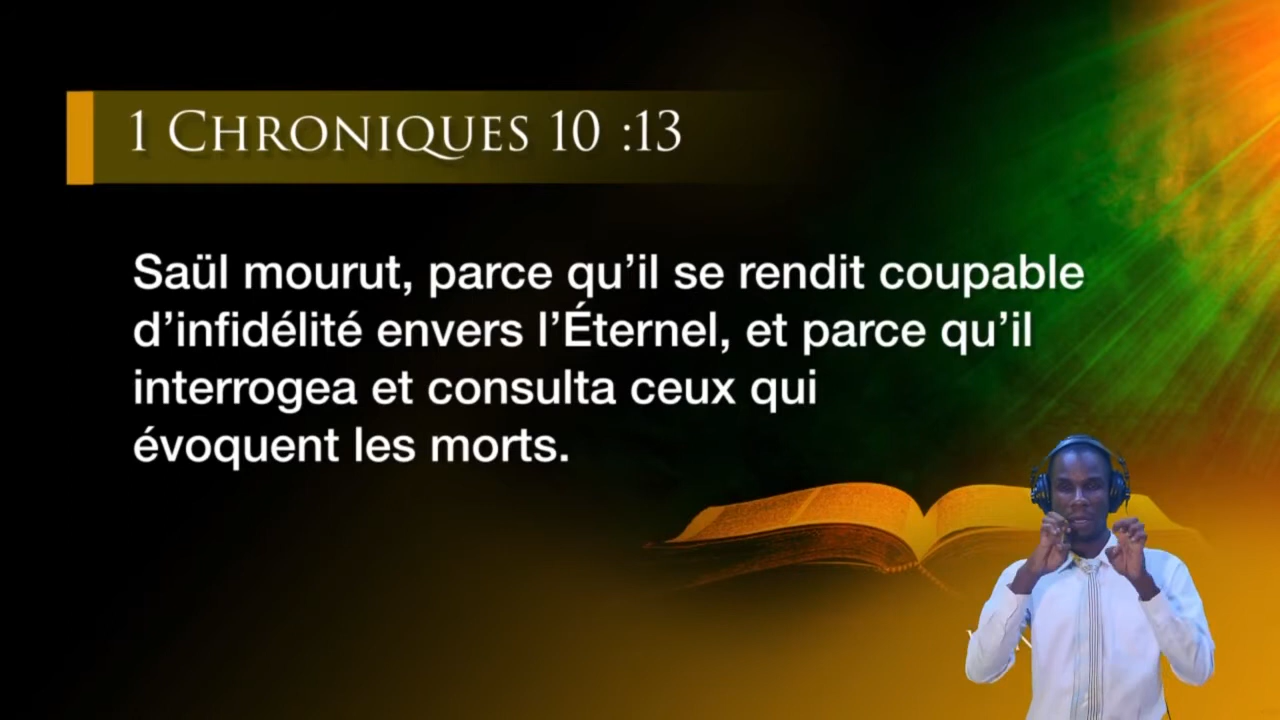 1 Chroniques 10 :13
Saül mourut, parce qu’il se rendit coupable
d’infidélité envers l’Éternel, et parce qu’il
interrogea et consulta ceux qui
évoquent les morts.